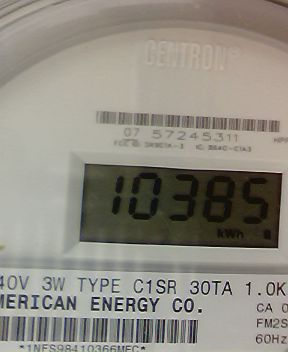 CENTRON®
07 57245311
10385
kWh
40V 3W TYPE C1SR 30TA 1.0K
MERICAN ENERGY CO.
CA 0
FM2S
60Hz
*1NFS98410366MEC*